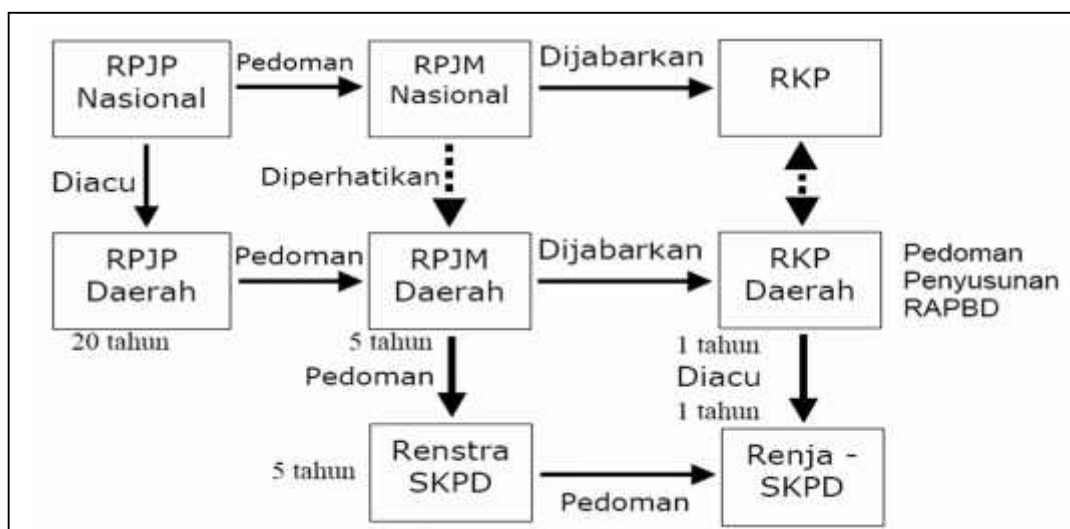 RPJP
Nasional
Pedoman
RPJM
Nasional
Dijabarkan
RKP
Diacu
Diperhatikan
RPJP
Daerah
Pedoman
RPJM
Daerah
Dijabarkan
RKP
Daerah
Pedoman
Penyusunan
RAPBD
20 tahun
5 tahun
1 tahun
Pedoman
Diacu
1 tahun
5 tahun
Renstra
SKPD
Pedoman
Renja -
SKPD